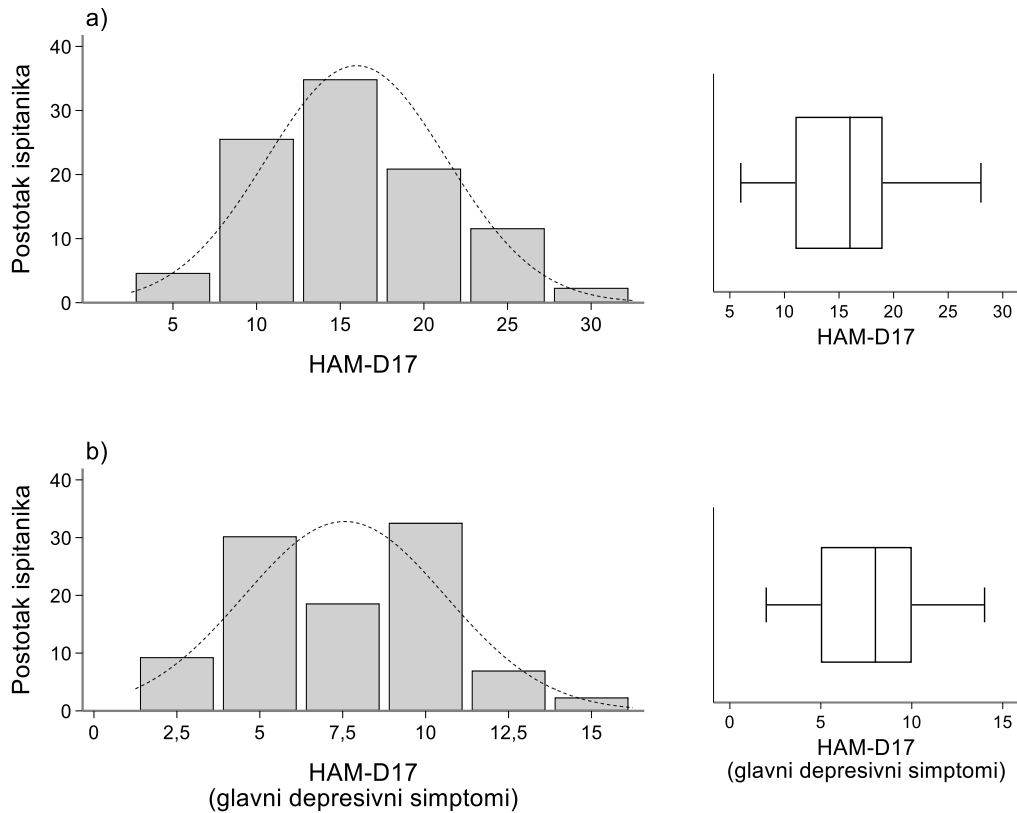 a)
Postotak ispitanika
40
30
20
10
0
5 10 15 20 25 30
HAM-D17
5 10 15 20 25 30
HAM-D17
b)
Postotak ispitanika
40
30
20
10
0
0 2,5 5 7,5 10 12,5 15
HAM-D17
(glavni depresivni simptomi)
0 5 10 15
HAM-D17
(glavni depresivni simptomi)